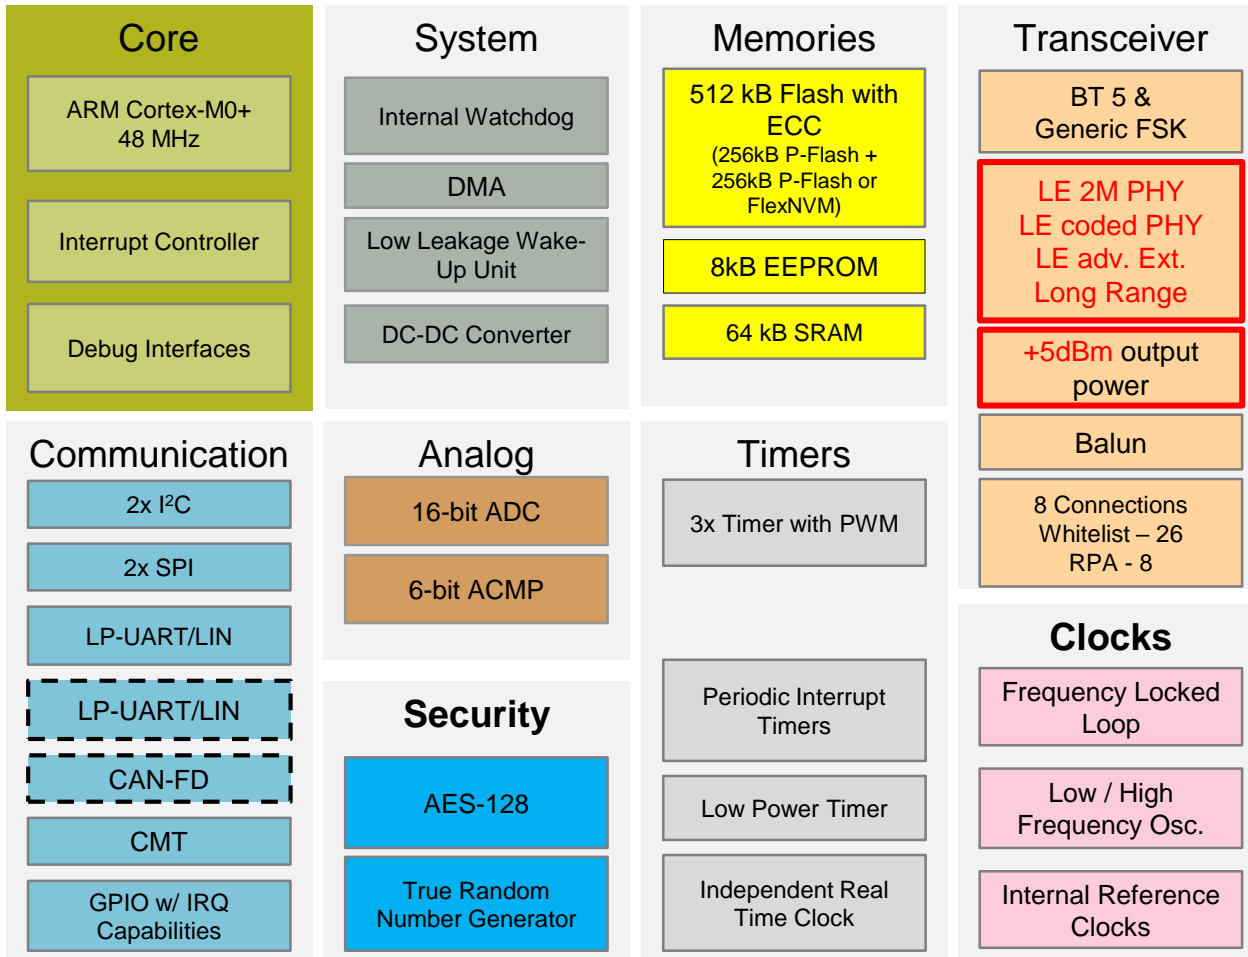 Core
ARM Cortex-M0+
48 MHz
Interrupt Controller
Debug Interfaces
System
Internal Watchdog
DMA
Low Leakage Wake-
Up Unit
DC-DC Converter
Memories
512 kB Flash with
ECC
(256kB P-Flash +
256kB P-Flash or
FlexNVM)
8kB EEPROM
64 kB SRAM
Transceiver
BT 5 &
Generic FSK
LE 2M PHY
LE coded PHY
LE adv. Ext.
Long Range
+5dBm output
power
Balun
8 Connections
Whitelist – 26
RPA - 8
Communication
2x I²C
2x SPI
LP-UART/LIN
LP-UART/LIN
CAN-FD
CMT
GPIO w/ IRQ
Capabilities
Analog
16-bit ADC
6-bit ACMP
Security
AES-128
True Random
Number Generator
Timers
3x Timer with PWM
Periodic Interrupt
Timers
Low Power Timer
Independent Real
Time Clock
Clocks
Frequency Locked
Loop
Low / High
Frequency Osc.
Internal Reference
Clocks